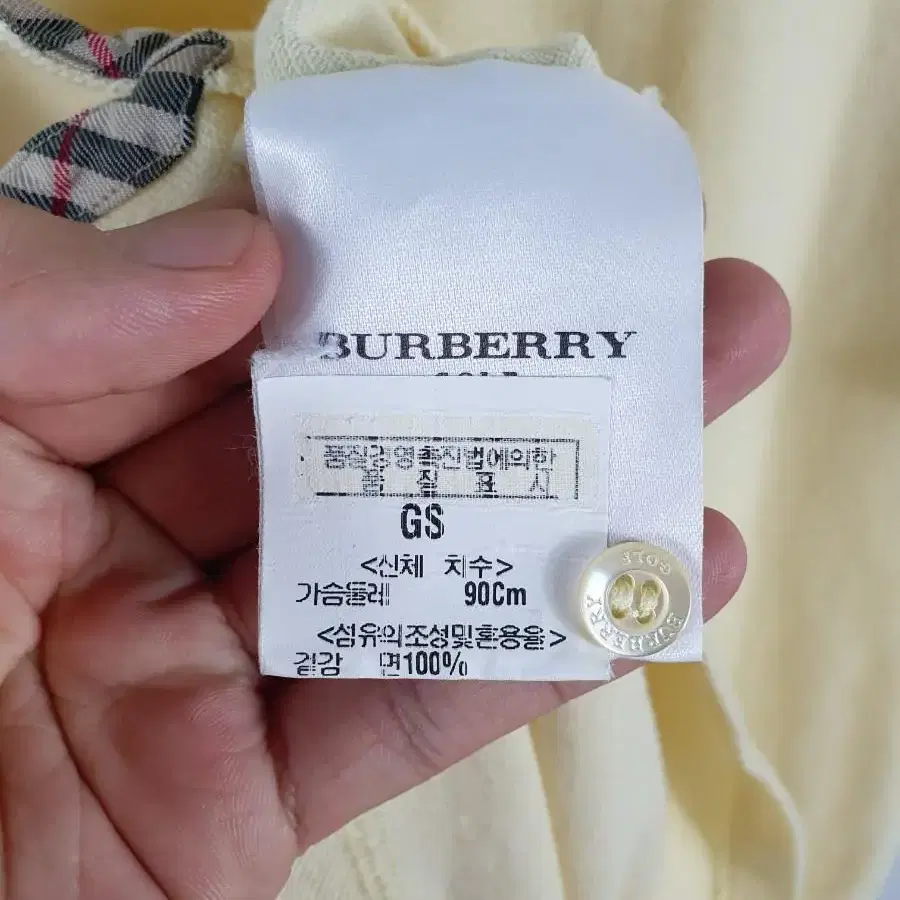 BURBERRY
품질경영촉진법에의한
품 질 표 시
GS
<신체 치수>
가슴둘레 90Cm
<섬유의조성및혼용율>
겉감 면100%
BURBERRY
GOLF